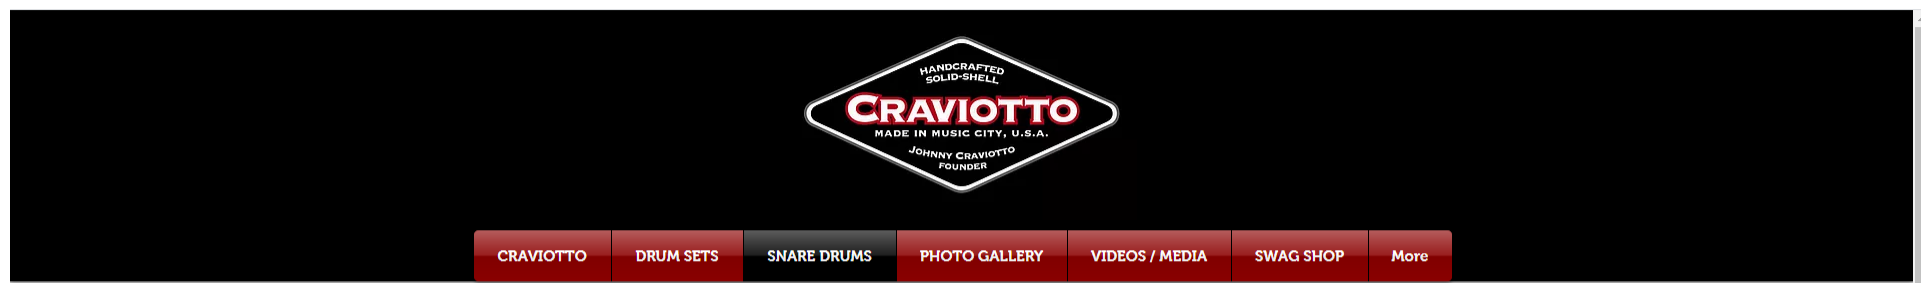 HANDCRAFTED
SOLID-SHELL
CRAVIOTTO
MADE IN MUSIC CITY, U.S.A.
JOHNNY CRAVIOTTO
FOUNDER
CRAVIOTTO DRUM SETS SNARE DRUMS PHOTO GALLERY VIDEOS / MEDIA SWAG SHOP More